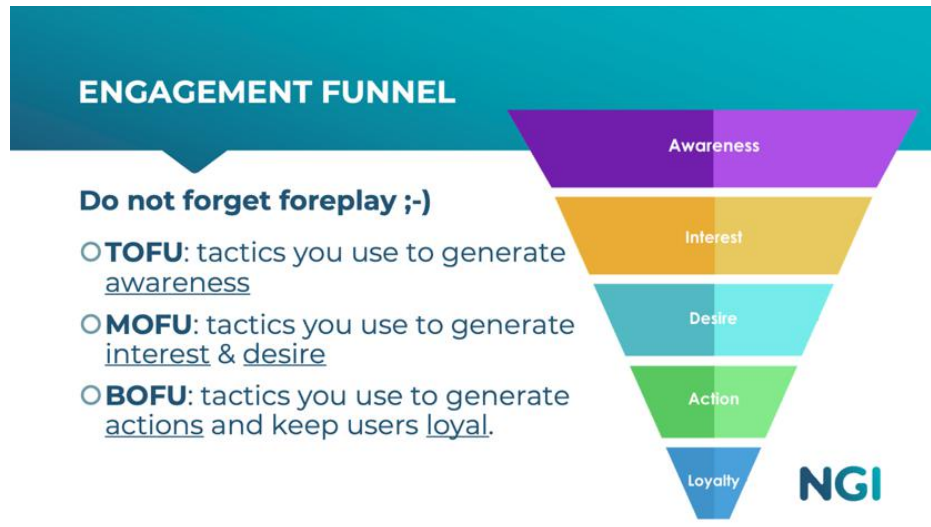 ENGAGEMENT FUNNEL
Do not forget foreplay ;-)
TOFU: tactics you use to generate
awareness
MOFU: tactics you use to generate
interest & desire
BOFU: tactics you use to generate
actions and keep users loyal.
Awareness
Interest
Desire
Action
Loyalty
NGI